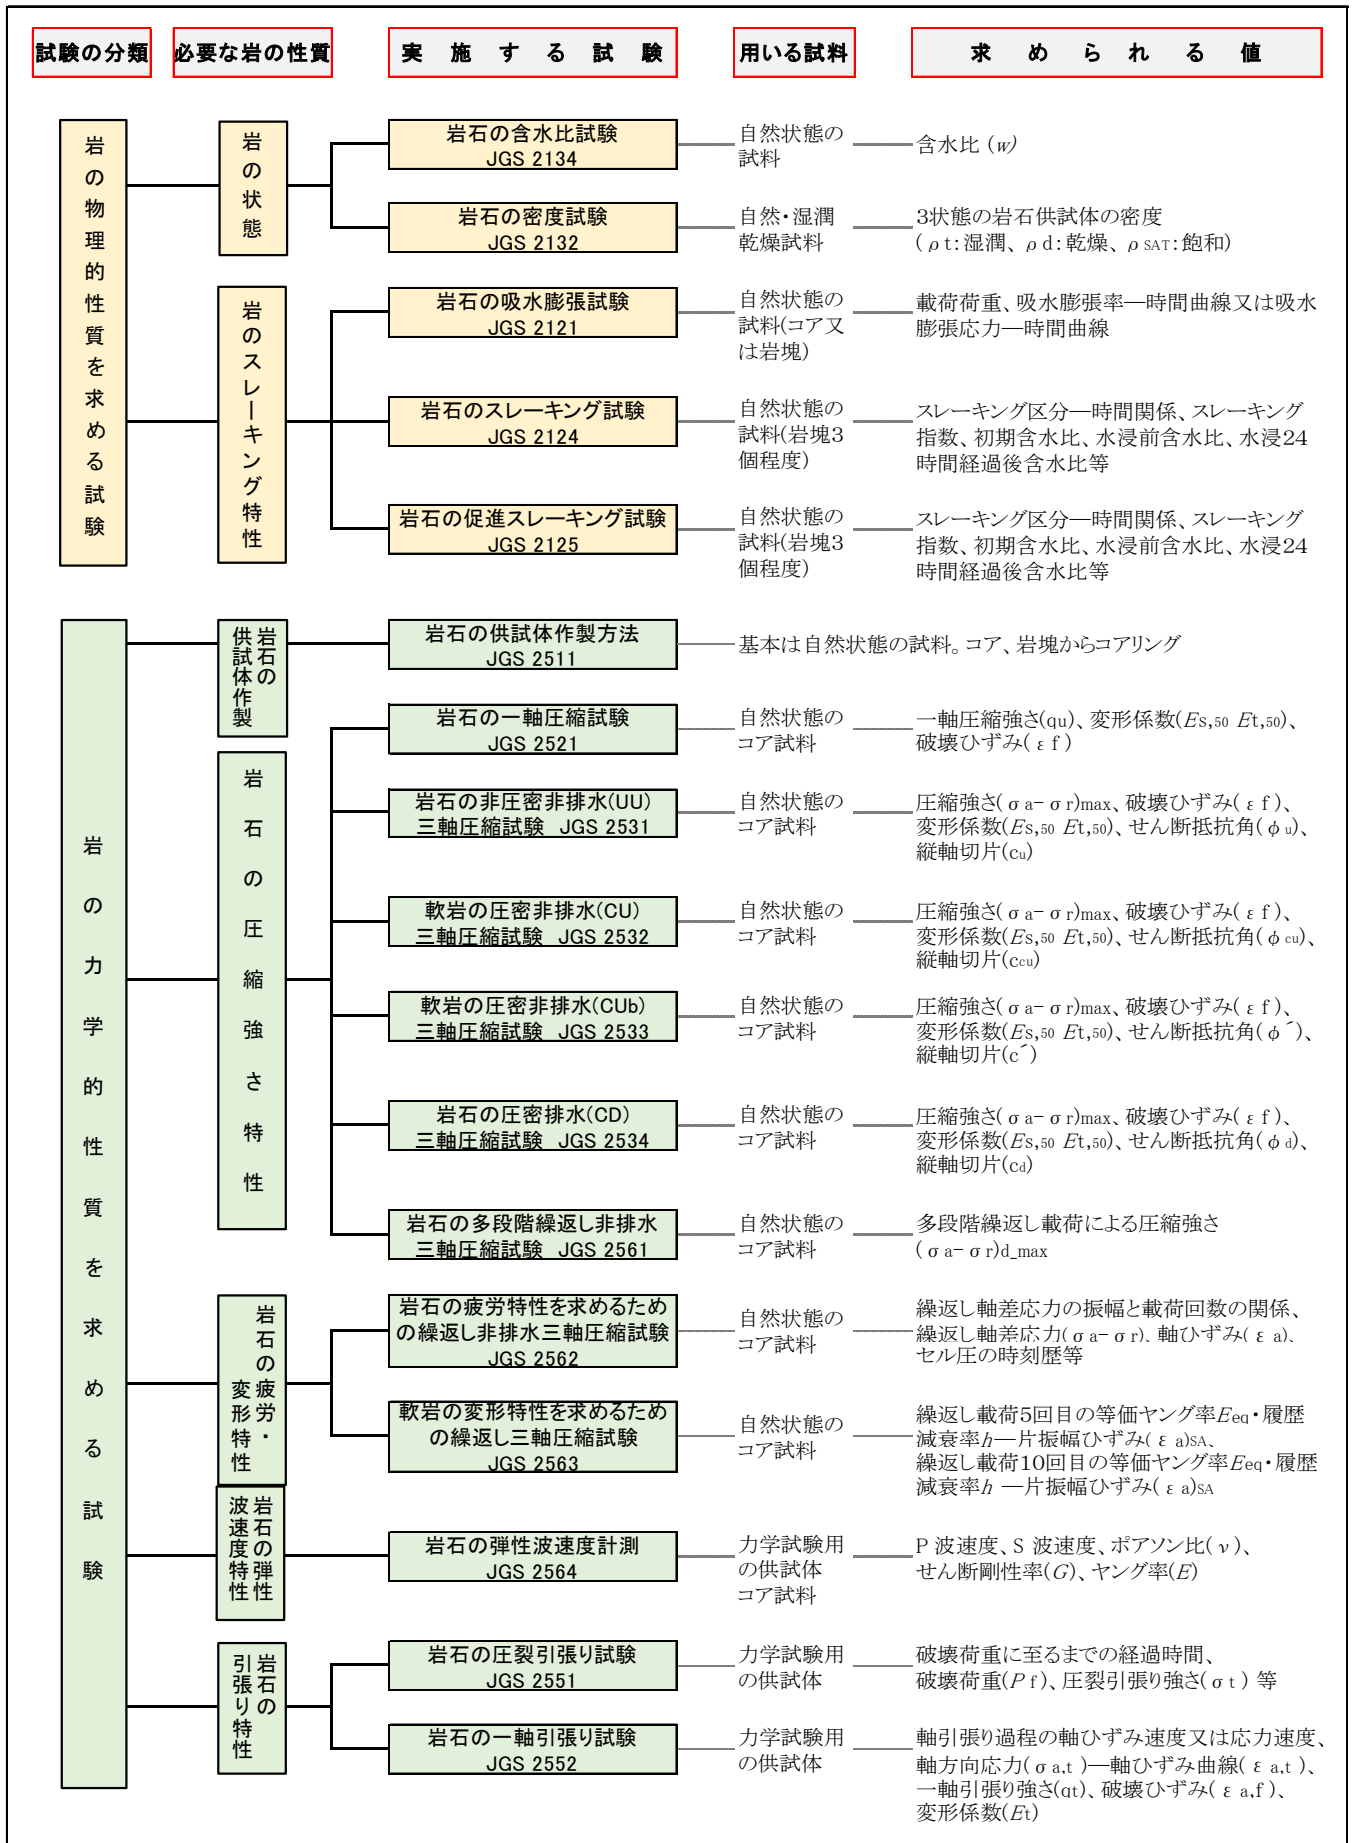 試験の分類
必要な岩の性質
実施する試験
用いる試料
求められる値
岩の物理的性質を求める試験
岩の状態
岩石の含水比試験
JGS 2134
自然状態の
試料
含水比 (w)
岩石の密度試験
JGS 2132
自然・湿潤
乾燥試料
3状態の岩石供試体の密度
(ρt:湿潤、ρd:乾燥、ρSAT:飽和)
岩のスレーキング特性
岩石の吸水膨張試験
JGS 2121
自然状態の
試料(コア又
は岩塊)
載荷荷重、吸水膨張率―時間曲線又は吸水
膨張応力―時間曲線
岩石のスレーキング試験
JGS 2124
自然状態の
試料(岩塊3
個程度)
スレーキング区分―時間関係、スレーキング
指数、初期含水比、水浸前含水比、水浸24
時間経過後含水比等
岩石の促進スレーキング試験
JGS 2125
自然状態の
試料(岩塊3
個程度)
スレーキング区分―時間関係、スレーキング
指数、初期含水比、水浸前含水比、水浸24
時間経過後含水比等
岩の力学的性質を求める試験
岩石の
供試体作製
岩石の供試体作製方法
JGS 2511
基本は自然状態の試料。コア、岩塊からコアリング
岩石の圧縮強さ特性
岩石の一軸圧縮試験
JGS 2521
自然状態の
コア試料
一軸圧縮強さ(qu)、変形係数(Es,50 Et,50)、
破壊ひずみ(εf)
岩石の非圧密非排水(UU)
三軸圧縮試験 JGS 2531
自然状態の
コア試料
圧縮強さ(σa-σr)max、破壊ひずみ(εf)、
変形係数(Es,50 Et,50)、せん断抵抗角(φu)、
縦軸切片(cu)
軟岩の圧密非排水(CU)
三軸圧縮試験 JGS 2532
自然状態の
コア試料
圧縮強さ(σa-σr)max、破壊ひずみ(εf)、
変形係数(Es,50 Et,50)、せん断抵抗角(φcu)、
縦軸切片(ccu)
軟岩の圧密非排水(CUb)
三軸圧縮試験 JGS 2533
自然状態の
コア試料
圧縮強さ(σa-σr)max、破壊ひずみ(εf)、
変形係数(Es,50 Et,50)、せん断抵抗角(φ´)、
縦軸切片(c´)
岩石の圧密排水(CD)
三軸圧縮試験 JGS 2534
自然状態の
コア試料
圧縮強さ(σa-σr)max、破壊ひずみ(εf)、
変形係数(Es,50 Et,50)、せん断抵抗角(φd)、
縦軸切片(cd)
岩石の多段階繰返し非排水
三軸圧縮試験 JGS 2561
自然状態の
コア試料
多段階繰返し載荷による圧縮強さ
(σa-σr)d_max
岩石の疲労・
変形特性
岩石の疲労特性を求めるため
の繰返し非排水三軸圧縮試験
JGS 2562
自然状態の
コア試料
繰返し軸差応力の振幅と載荷回数の関係、
繰返し軸差応力(σa-σr)、軸ひずみ(εa)、
セル圧の時刻歴等
軟岩の変形特性を求めるため
の繰返し三軸圧縮試験
JGS 2563
自然状態の
コア試料
繰返し載荷5回目の等価ヤング率Eeq・履歴
減衰率h―片振幅ひずみ(εa)SA、
繰返し載荷10回目の等価ヤング率Eeq・履歴
減衰率h ―片振幅ひずみ(εa)SA
岩石の弾性
波速度特性
岩石の弾性波速度計測
JGS 2564
力学試験用
の供試体
コア試料
P 波速度、S 波速度、ポアソン比(ν)、
せん断剛性率(G)、ヤング率(E)
岩石の
引張り特性
岩石の圧裂引張り試験
JGS 2551
力学試験用
の供試体
破壊荷重に至るまでの経過時間、
破壊荷重(Pf)、圧裂引張り強さ(σt) 等
岩石の一軸引張り試験
JGS 2552
力学試験用
の供試体
軸引張り過程の軸ひずみ速度又は応力速度、
軸方向応力(σa,t)―軸ひずみ曲線(εa,t)、
一軸引張り強さ(qt)、破壊ひずみ(εa,f)、
変形係数(Et)